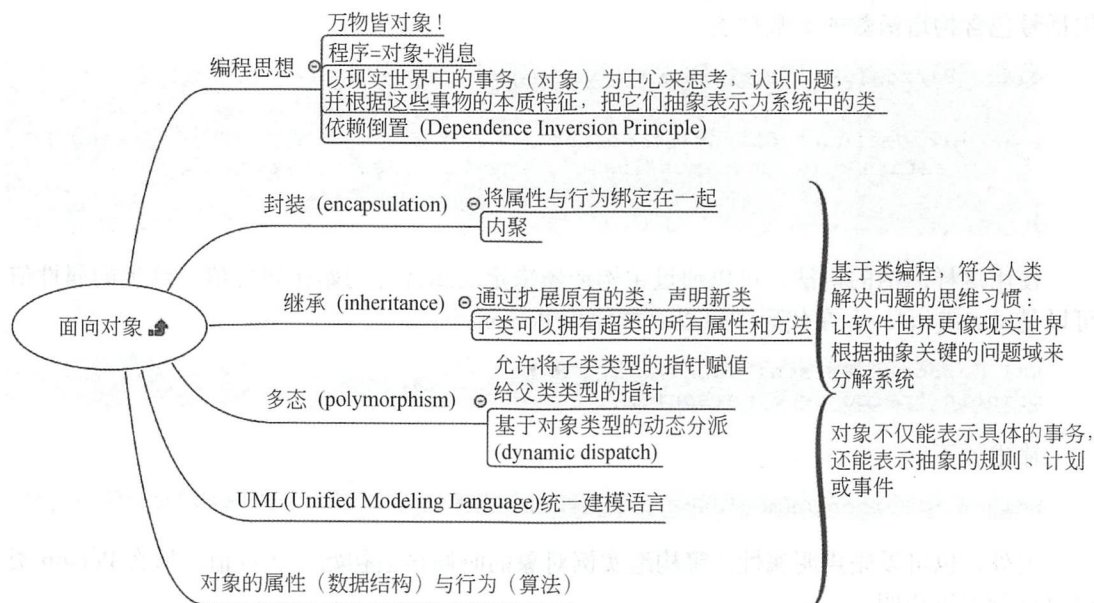 万物皆对象！
编程思想
程序=对象+消息
以现实世界中的事务（对象）为中心来思考，认识问题，
并根据这些事物的本质特征，把它们抽象表示为系统中的类
依赖倒置 (Dependence Inversion Principle)
封装 (encapsulation)
将属性与行为绑定在一起
内聚
继承 (inheritance)
通过扩展原有的类，声明新类
子类可以拥有超类的所有属性和方法
面向对象
多态 (polymorphism)
允许将子类类型的指针赋值
给父类类型的指针
基于对象类型的动态分派
(dynamic dispatch)
UML(Unified Modeling Language)统一建模语言
对象的属性（数据结构）与行为（算法）
基于类编程，符合人类
解决问题的思维习惯：
让软件世界更像现实世界
根据抽象关键的问题域来
分解系统
对象不仅能表示具体的事务，
还能表示抽象的规则、计划
或事件